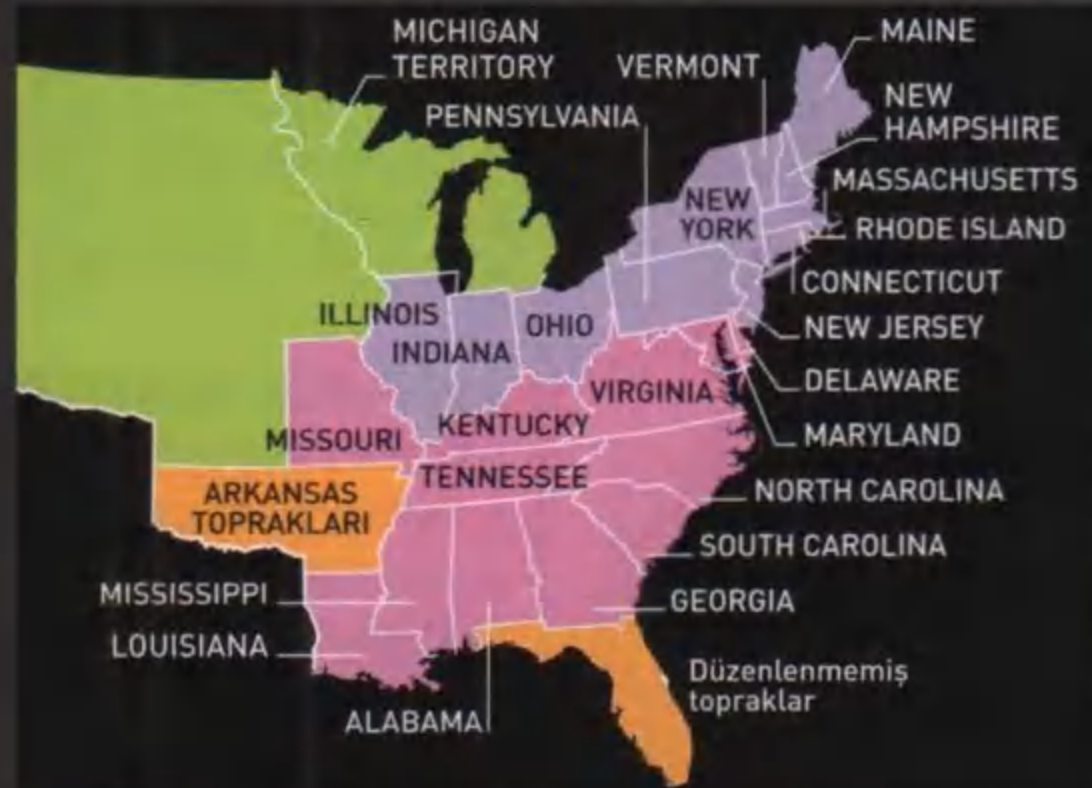 MICHIGAN
TERRITORY
VERMONT
MAINE
PENNSYLVANIA
NEW
HAMPSHIRE
MASSACHUSETTS
NEW
YORK
RHODE ISLAND
CONNECTICUT
ILLINOIS
OHIO
NEW JERSEY
INDIANA
DELAWARE
VIRGINIA
KENTUCKY
MARYLAND
MISSOURI
TENNESSEE
NORTH CAROLINA
ARKANSAS
TOPRAKLARI
SOUTH CAROLINA
MISSISSIPPI
GEORGIA
LOUISIANA
Düzenlenmemiş
topraklar
ALABAMA